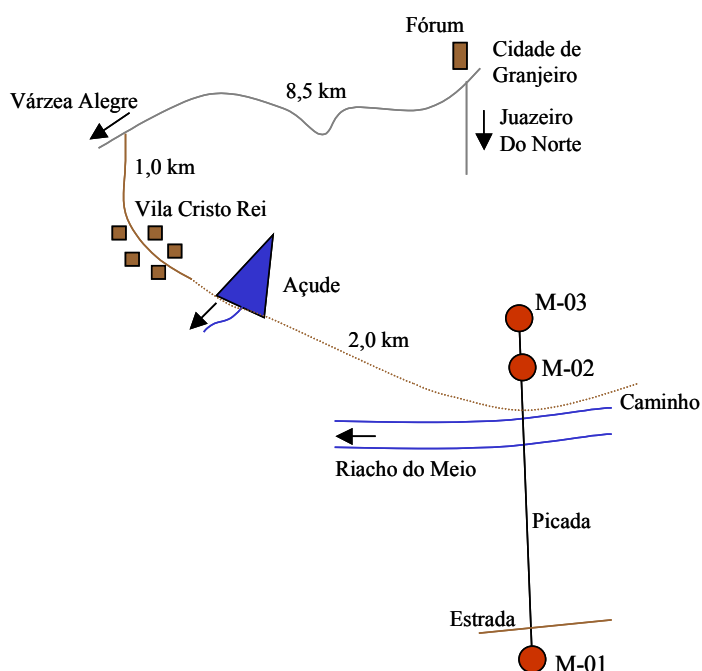 Fórum
Cidade de
Granjeiro
8,5 km
Várzea Alegre
Juazeiro
Do Norte
1,0 km
Vila Cristo Rei
Açude
M-03
2,0 km
M-02
Caminho
Riacho do Meio
Picada
Estrada
M-01